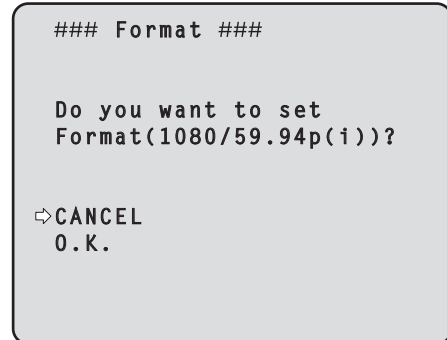 ### Format ###
Do you want to set
Format(1080/59.94p(i))?
⇨CANCEL
O.K.